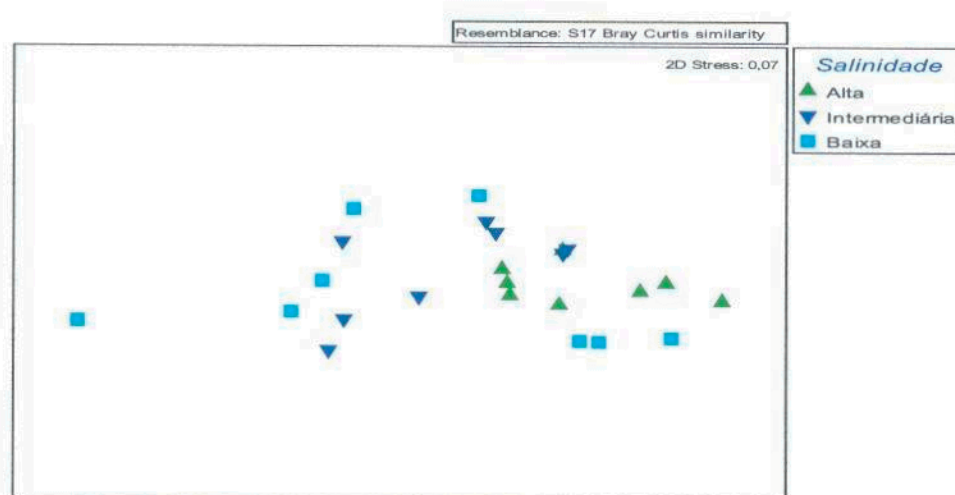 Resemblance: S17 Bray Curtis similarity
2D Stress: 0,07
Salinidade
Alta
Intermediária
Baixa